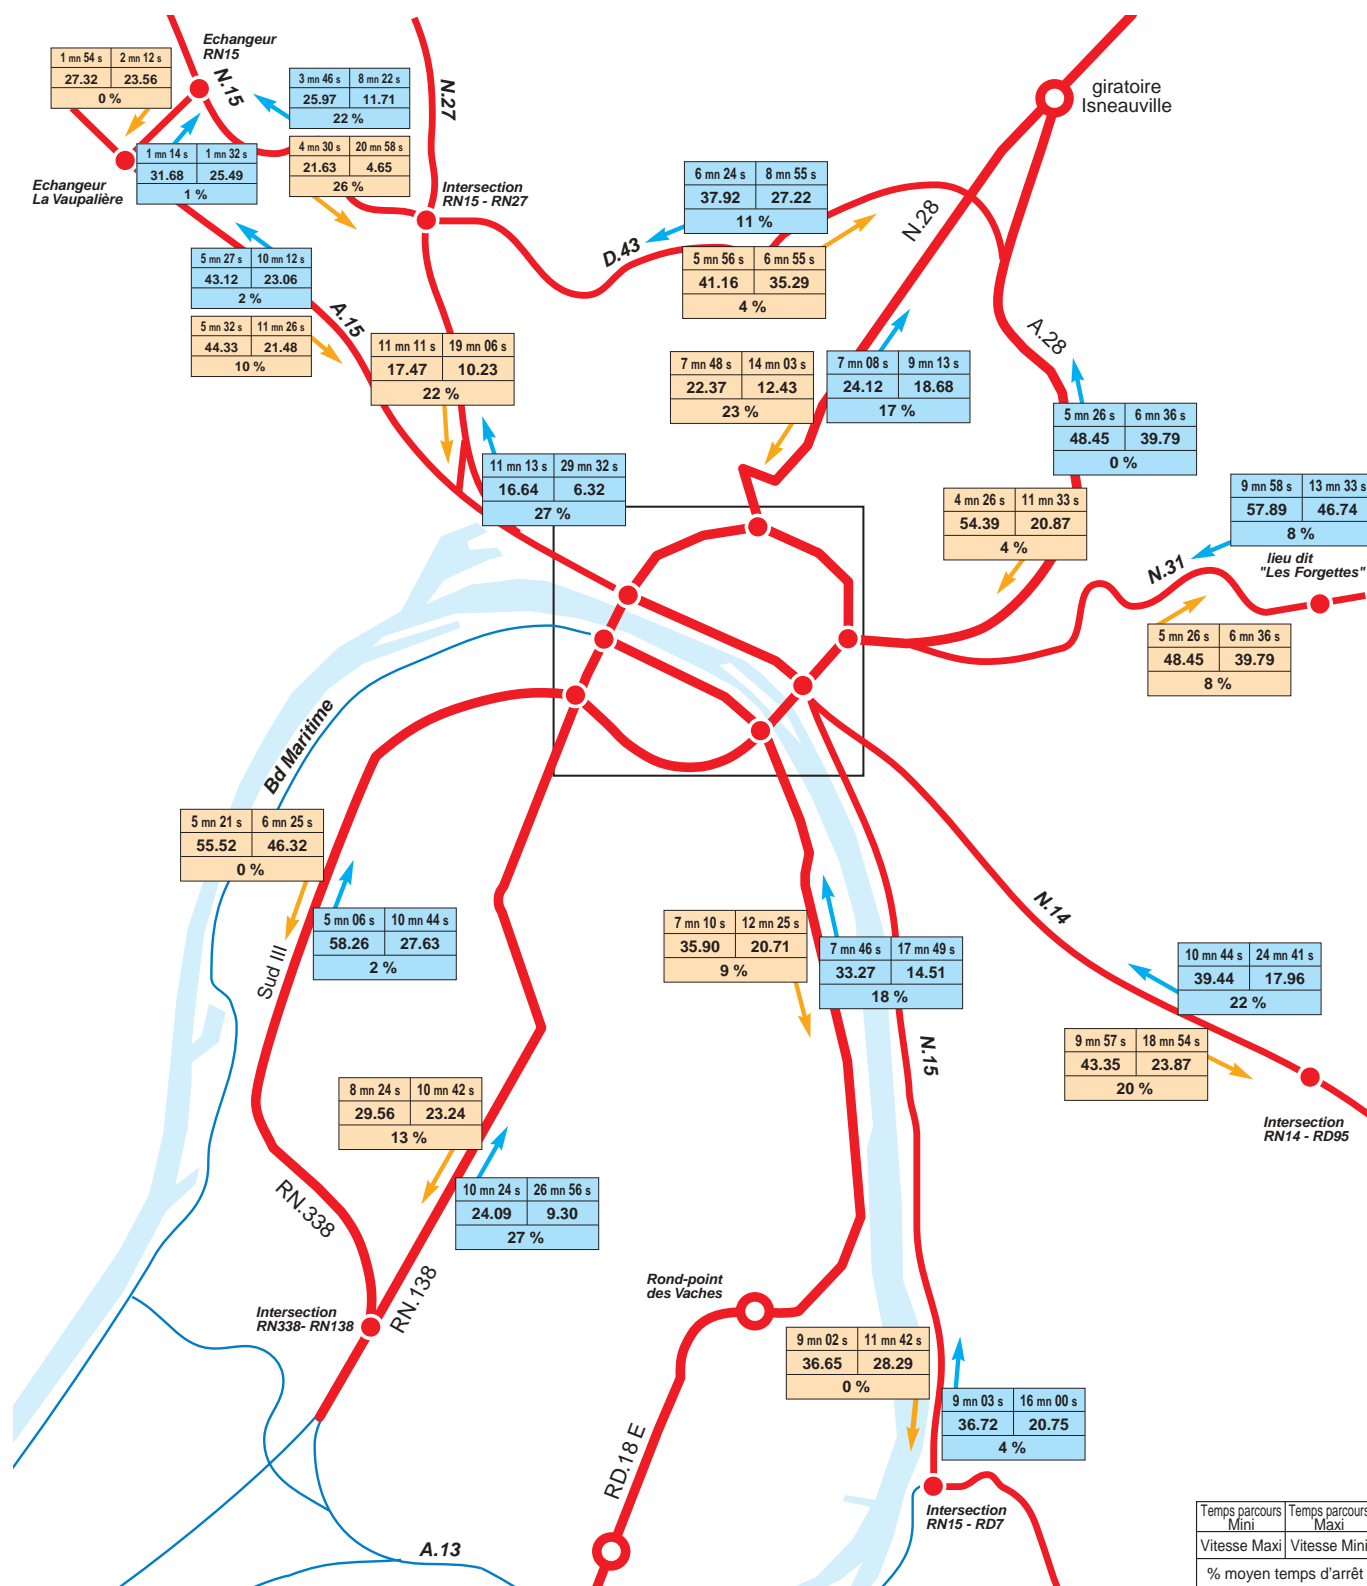 Echangeur
RN15
1 mn 54 s 2 mn 12 s
27.32 23.56
0 %
N.15
3 mn 46 s 8 mn 22 s
25.97 11.71
22 %
N.27
giratoire
Isneauville
4 mn 30 s 20 mn 58 s
21.63 4.65
26 %
1 mn 14 s 1 mn 32 s
31.68 25.49
1 %
Echangeur
La Vaupalière
Intersection
RN15 - RN27
6 mn 24 s 8 mn 55 s
37.92 27.22
11 %
N.28
D.43
5 mn 27 s 10 mn 12 s
43.12 23.06
2 %
5 mn 56 s 6 mn 55 s
41.16 35.29
4 %
A.15
5 mn 32 s 11 mn 26 s
44.33 21.48
10 %
A.28
11 mn 11 s 19 mn 06 s
17.47 10.23
22 %
7 mn 48 s 14 mn 03 s
22.37 12.43
23 %
7 mn 08 s 9 mn 13 s
24.12 18.68
17 %
5 mn 26 s 6 mn 36 s
48.45 39.79
0 %
11 mn 13 s 29 mn 32 s
16.64 6.32
27 %
4 mn 26 s 11 mn 33 s
54.39 20.87
4 %
9 mn 58 s 13 mn 33 s
57.89 46.74
8 %
N.31
lieu dit
"Les Forgettes"
5 mn 26 s 6 mn 36 s
48.45 39.79
8 %
Bd Maritime
5 mn 21 s 6 mn 25 s
55.52 46.32
0 %
5 mn 06 s 10 mn 44 s
58.26 27.63
2 %
Sud III
7 mn 10 s 12 mn 25 s
35.90 20.71
9 %
7 mn 46 s 17 mn 49 s
33.27 14.51
18 %
N.14
10 mn 44 s 24 mn 41 s
39.44 17.96
22 %
N.15
9 mn 57 s 18 mn 54 s
43.35 23.87
20 %
Intersection
RN14 - RD95
8 mn 24 s 10 mn 42 s
29.56 23.24
13 %
10 mn 24 s 26 mn 56 s
24.09 9.30
27 %
RN.338
RN.138
Intersection
RN338- RN138
Rond-point
des Vaches
9 mn 02 s 11 mn 42 s
36.65 28.29
0 %
9 mn 03 s 16 mn 00 s
36.72 20.75
4 %
RD.18 E
Intersection
RN15 - RD7
A.13
Temps parcours Temps parcours
Mini Maxi
Vitesse Maxi Vitesse Mini
% moyen temps d'arrêt